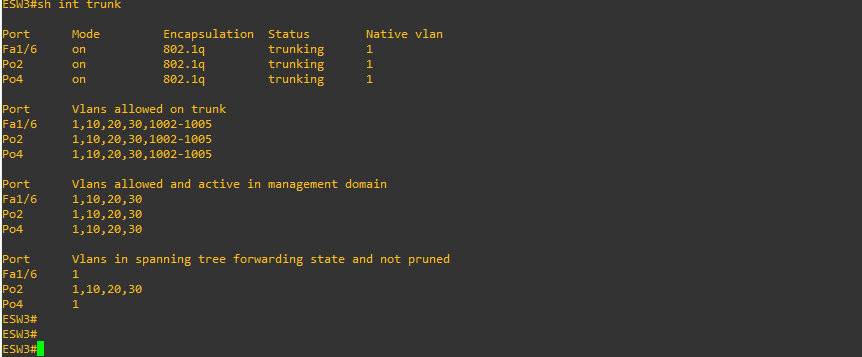 ESW3#sh int trunk
Port Mode Encapsulation Status Native vlan
Fa1/6 on 802.1q trunking 1
Po2 on 802.1q trunking 1
Po4 on 802.1q trunking 1
Port Vlans allowed on trunk
Fa1/6 1,10,20,30,1002-1005
Po2 1,10,20,30,1002-1005
Po4 1,10,20,30,1002-1005
Port Vlans allowed and active in management domain
Fa1/6 1,10,20,30
Po2 1,10,20,30
Po4 1,10,20,30
Port Vlans in spanning tree forwarding state and not pruned
Fa1/6 1
Po2 1,10,20,30
Po4 1
ESW3#
ESW3#
ESW3#